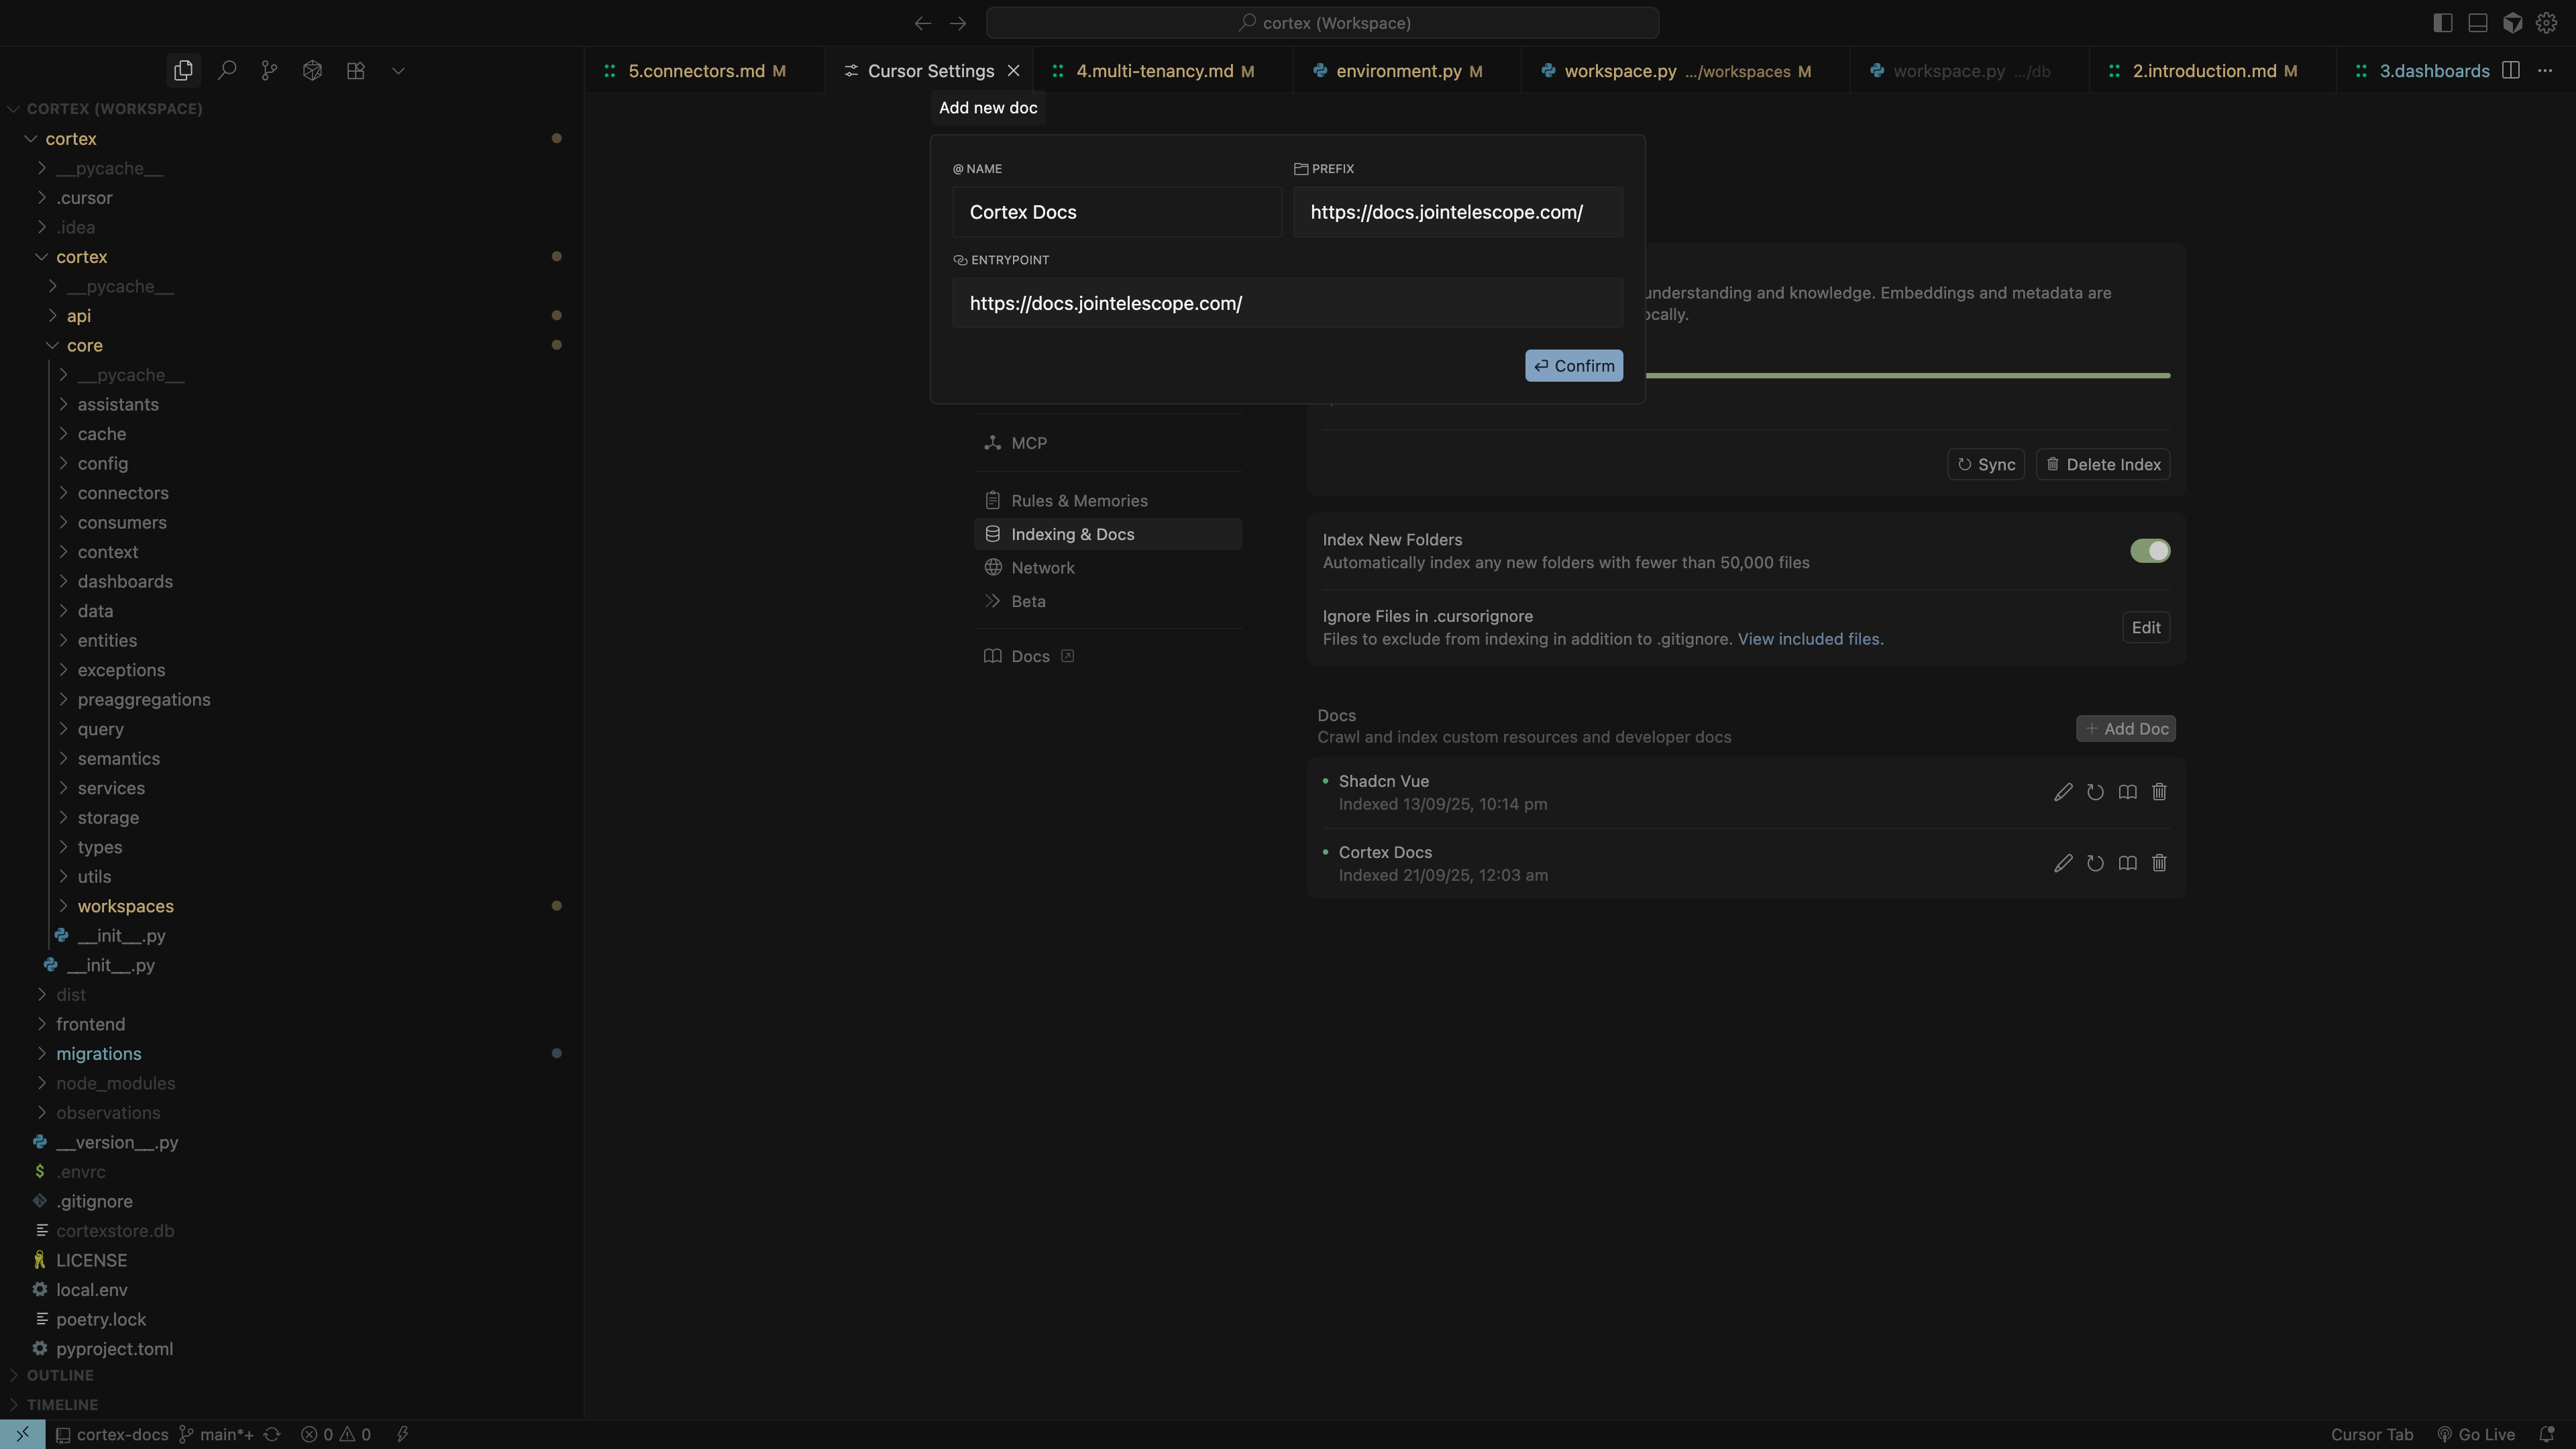 cortex (Workspace)
5.connectors.md M
Cursor Settings
4.multi-tenancy.md M
environment.py M
workspace.py .../workspaces M
workspace.py .../db
2.introduction.md M
3.dashboards
CORTEX (WORKSPACE)
cortex
__pycache__
.cursor
.idea
cortex
__pycache__
api
core
__pycache__
assistants
cache
config
connectors
consumers
context
dashboards
data
entities
exceptions
preaggregations
query
semantics
services
storage
types
utils
workspaces
__init__.py
__init__.py
dist
frontend
migrations
node_modules
observations
__version__.py
$ .envrc
.gitignore
cortexstore.db
LICENSE
local.env
poetry.lock
pyproject.toml
OUTLINE
TIMELINE
Add new doc
@ NAME
PREFIX
Cortex Docs
https://docs.jointelescope.com/
ENTRYPOINT
https://docs.jointelescope.com/
Confirm
understanding and knowledge. Embeddings and metadata are
ocally.
MCP
Rules & Memories
Indexing & Docs
Network
Beta
Docs
Sync
Delete Index
Index New Folders
Automatically index any new folders with fewer than 50,000 files
Ignore Files in .cursorignore
Files to exclude from indexing in addition to .gitignore. View included files.
Edit
Docs
Crawl and index custom resources and developer docs
+ Add Doc
Shadcn Vue
Indexed 13/09/25, 10:14 pm
Cortex Docs
Indexed 21/09/25, 12:03 am
cortex-docs
main*+
0
0
Cursor Tab
Go Live